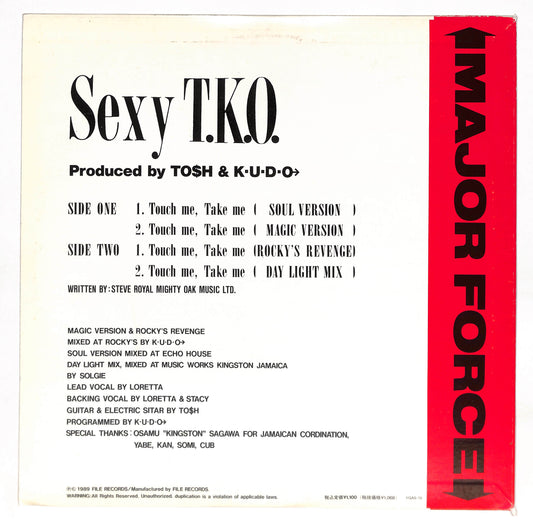 Sexy T.K.O.
Produced by TO$H & K·U·D·O→
SIDE ONE 1. Touch me, Take me ( SOUL VERSION )
2. Touch me, Take me ( MAGIC VERSION )
SIDE TWO 1. Touch me, Take me (ROCKY'S REVENGE)
2. Touch me, Take me ( DAY LIGHT MIX )
WRITTEN BY:STEVE ROYAL MIGHTY OAK MUSIC LTD.
MAGIC VERSION & ROCKY'S REVENGE
MIXED AT ROCKY'S BY K·U·D·O→
SOUL VERSION MIXED AT ECHO HOUSE
DAY LIGHT MIX, MIXED AT MUSIC WORKS KINGSTON JAMAICA
BY SOLGIE
LEAD VOCAL BY LORETTA
BACKING VOCAL BY LORETTA & STACY
GUITAR & ELECTRIC SITAR BY TO$H
PROGRAMMED BY K·U·D·O→
SPECIAL THANKS : OSAMU "KINGSTON" SAGAWA FOR JAMAICAN CORDINATION,
YABE, KAN, SOMI, CUB
1989 FILE RECORDS/Manufactured by FILE RECORDS
WARNING: All Rights Reserved. Unauthorized duplication is a violation of applicable laws.
MAJOR FORCE